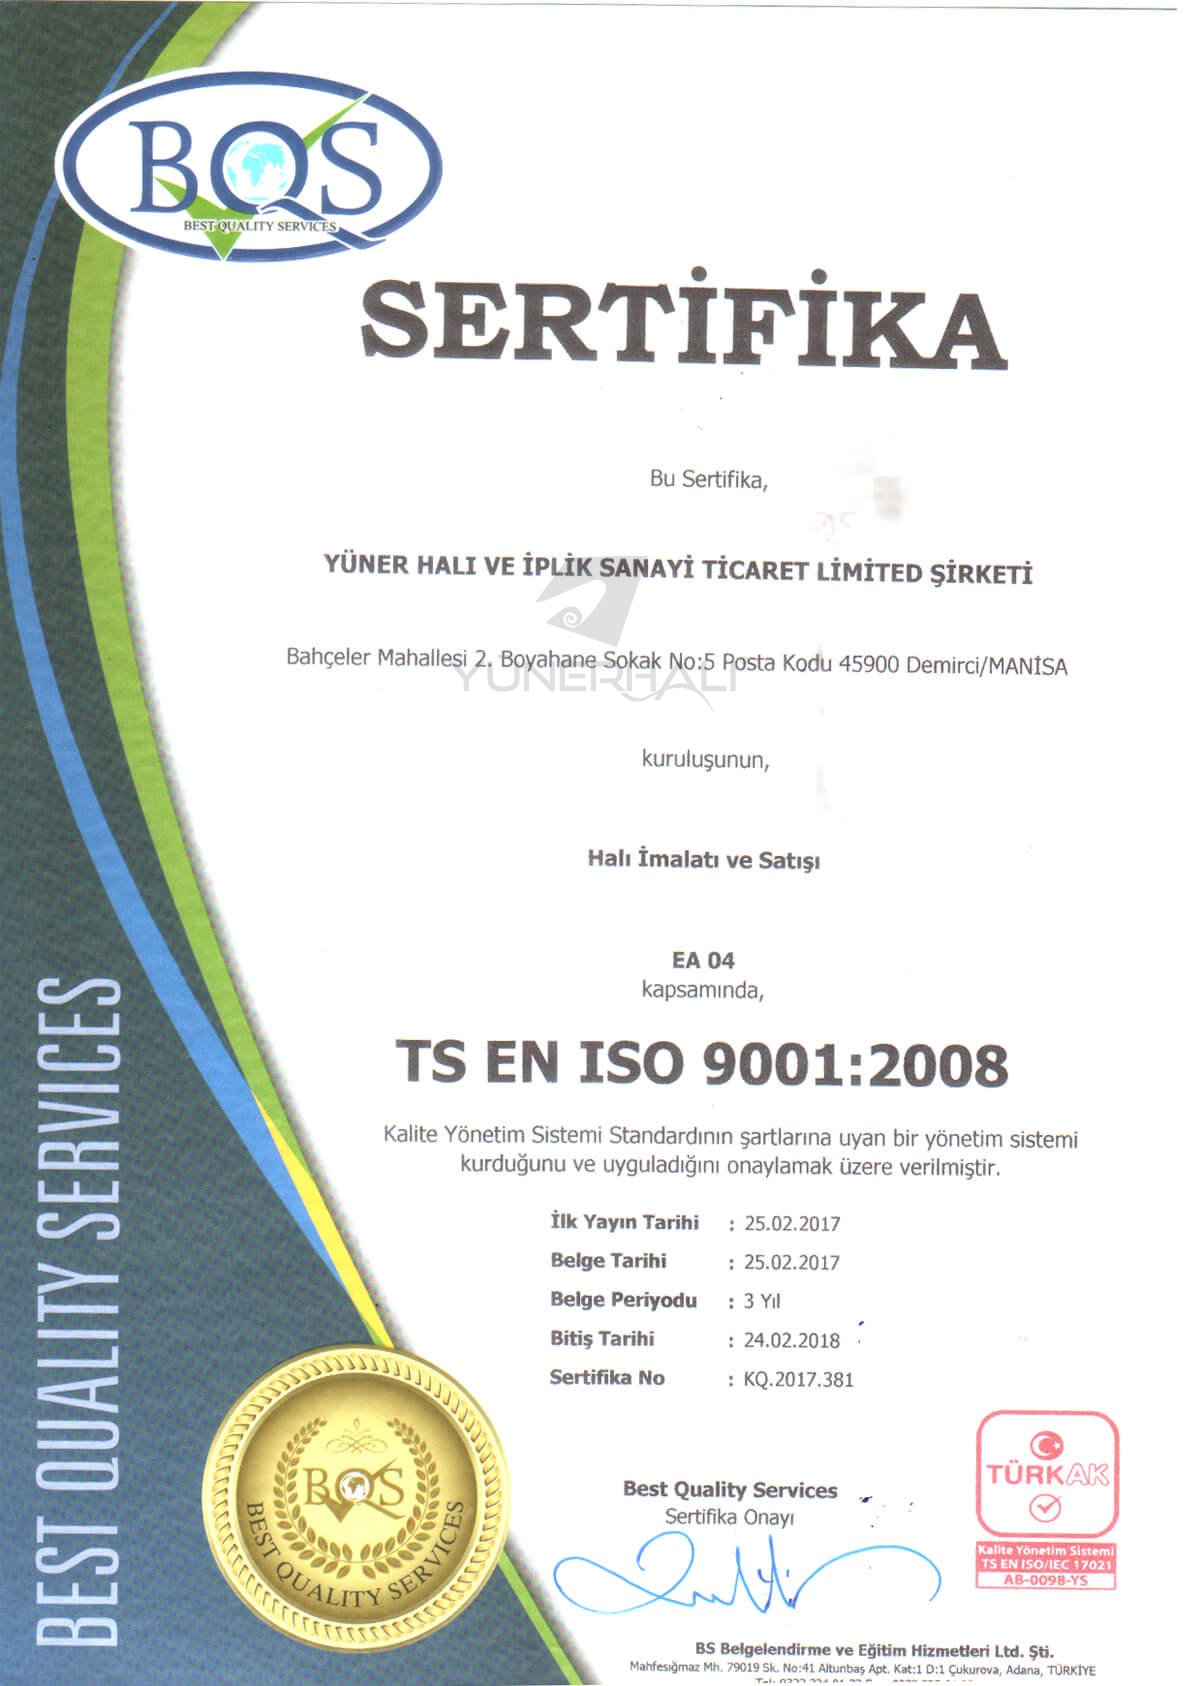 BQS
BEST QUALITY SERVICES
SERTİFİKA
Bu Sertifika,
YÜNER HALI VE İPLİK SANAYİ TİCARET LİMİTED ŞİRKETİ
YÜNERHALI
Bahçeler Mahallesi 2. Boyahane Sokak No:5 Posta Kodu 45900 Demirci/MANİSA
kuruluşunun,
Halı İmalatı ve Satışı
EA 04
kapsamında,
TS EN ISO 9001:2008
Kalite Yönetim Sistemi Standardının şartlarına uyan bir yönetim sistemi
kurduğunu ve uyguladığını onaylamak üzere verilmiştir.
İlk Yayın Tarihi : 25.02.2017
Belge Tarihi : 25.02.2017
Belge Periyodu : 3 Yıl
Bitiş Tarihi : 24.02.2018
Sertifika No : KQ.2017.381
BEST QUALITY SERVICES
BQS
BEST QUALITY SERVICES
Best Quality Services
Sertifika Onayı
TÜRKAK
Kalite Yönetim Sistemi
TS EN ISO/IEC 17021
AB-0098-YS
BS Belgelendirme ve Eğitim Hizmetleri Ltd. Şti.
Mahfesığmaz Mh. 79019 Sk. No:41 Altunbaş Apt. Kat:1 D:1 Çukurova, Adana, TÜRKİYE